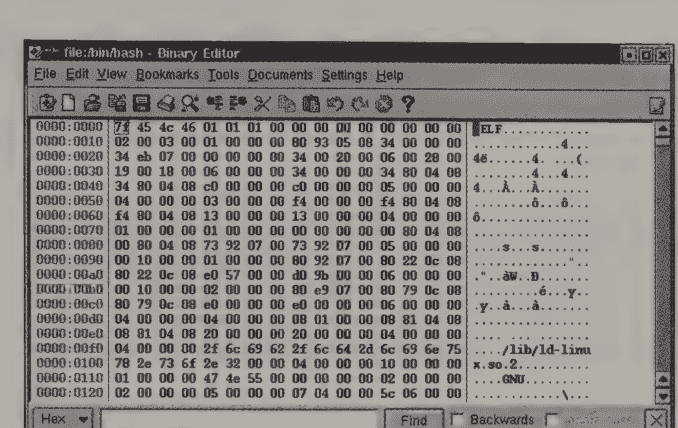 file:/bin/bash - Binary Editor
File Edit View Bookmarks Tools Documents Settings Help
0000:0000 7f 45 4c 46 01 01 01 00 00 00 00 00 00 00 00 00 .ELF............
0000:0010 02 00 03 00 01 00 00 00 80 93 05 08 34 00 00 00 ............4...
0000:0020 34 eb 07 00 00 00 00 00 34 00 20 00 06 00 28 00 4ë......4. ...(.
0000:0030 19 00 18 00 06 00 00 00 34 00 00 00 34 80 04 08 ........4...4...
0000:0040 34 80 04 08 c0 00 00 00 c0 00 00 00 05 00 00 00 4...À...À.......
0000:0050 04 00 00 00 03 00 00 00 f4 00 00 00 f4 80 04 08 ........ô...ô...
0000:0060 f4 80 04 08 13 00 00 00 13 00 00 00 04 00 00 00 ô...............
0000:0070 01 00 00 00 01 00 00 00 00 00 00 00 00 80 04 08 ................
0000:0080 00 80 04 08 73 92 07 00 73 92 07 00 05 00 00 00 ....s...s.......
0000:0090 00 10 00 00 01 00 00 00 80 92 07 00 80 22 0c 08 ............."..
0000:00a0 80 22 0c 08 e0 57 00 00 d0 9b 00 00 06 00 00 00 ."..àW..Ð.......
0000:00b0 00 10 00 00 02 00 00 00 80 e9 07 00 80 79 0c 08 .........é...y..
0000:00c0 80 79 0c 08 e0 00 00 00 e0 00 00 00 06 00 00 00 .y..à...à.......
0000:00d0 04 00 00 00 04 00 00 00 08 01 00 00 08 81 04 08 ................
0000:00e0 08 81 04 08 20 00 00 00 20 00 00 00 04 00 00 00 .... ... .......
0000:00f0 04 00 00 00 2f 6c 69 62 2f 6c 64 2d 6c 69 6e 75 ..../lib/ld-linu
0000:0100 78 2e 73 6f 2e 32 00 00 04 00 00 00 10 00 00 00 x.so.2..........
0000:0110 01 00 00 00 47 4e 55 00 00 00 00 00 02 00 00 00 ....GNU.........
0000:0120 02 00 00 00 05 00 00 00 07 04 00 00 5c 06 00 00 ............\...
Hex Find Backwards